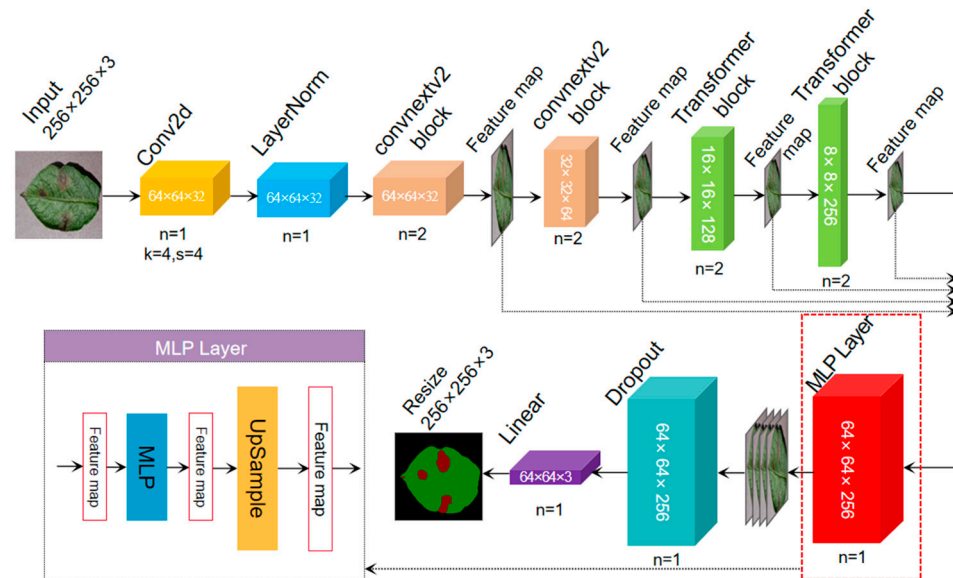 Input
256×256×3
Conv2d
64×64×32
n=1
k=4,s=4
LayerNorm
64×64×32
n=1
convnextv2
block
64×64×32
n=2
Feature map
convnextv2
block
32×32×64
n=2
Feature map
Transformer
block
16×16×128
n=2
Feature
map
Transformer
block
8×8×256
n=2
Feature map
MLP Layer
64×64×256
n=1
Dropout
64×64×256
n=1
Linear
64×64×3
n=1
Resize
256×256×3
MLP Layer
Feature map
MLP
Feature map
UpSample
Feature map